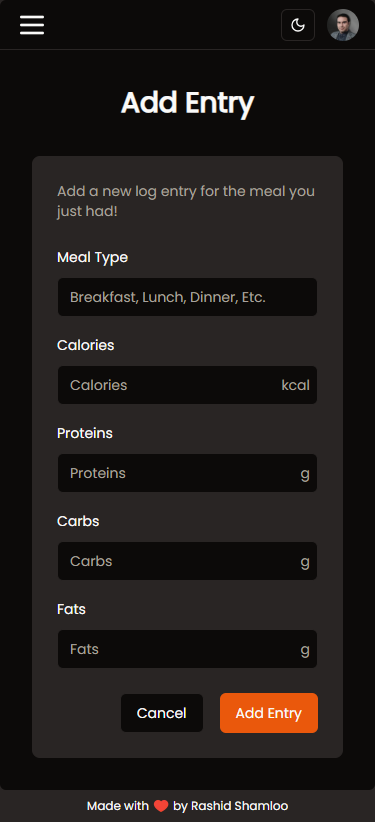 Add Entry
Add a new log entry for the meal you
just had!
Meal Type
Breakfast, Lunch, Dinner, Etc.
Calories
Calories kcal
Proteins
Proteins g
Carbs
Carbs g
Fats
Fats g
Cancel Add Entry
Made with ❤️ by Rashid Shamloo